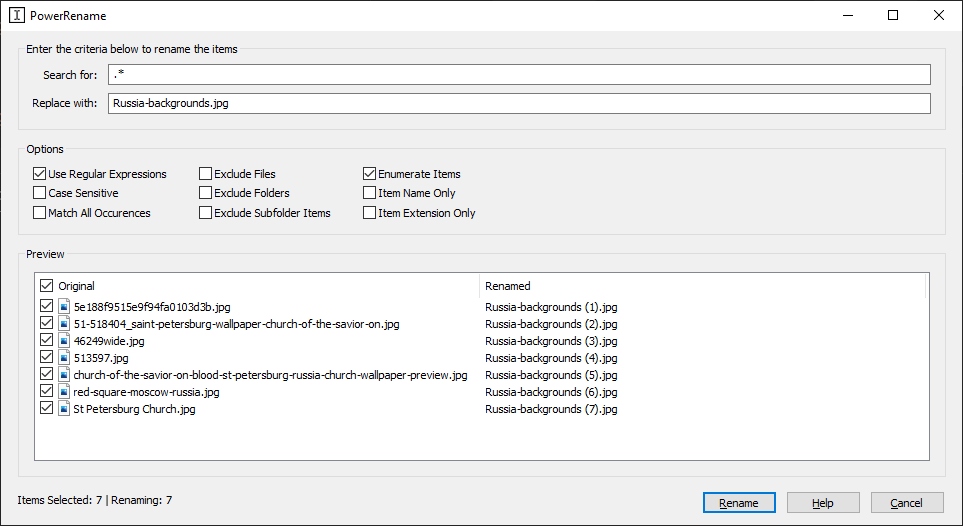 PowerRename
Enter the criteria below to rename the items
Search for: .*
Replace with: Russia-backgrounds.jpg
Options
Use Regular Expressions Exclude Files Enumerate Items
Case Sensitive Exclude Folders Item Name Only
Match All Occurences Exclude Subfolder Items Item Extension Only
Preview
Original Renamed
5e188f9515e9f94fa0103d3b.jpg Russia-backgrounds (1).jpg
51-518404_saint-petersburg-wallpaper-church-of-the-savior-on.jpg Russia-backgrounds (2).jpg
46249wide.jpg Russia-backgrounds (3).jpg
513597.jpg Russia-backgrounds (4).jpg
church-of-the-savior-on-blood-st-petersburg-russia-church-wallpaper-preview.jpg Russia-backgrounds (5).jpg
red-square-moscow-russia.jpg Russia-backgrounds (6).jpg
St Petersburg Church.jpg Russia-backgrounds (7).jpg
Items Selected: 7 | Renaming: 7 Rename Help Cancel